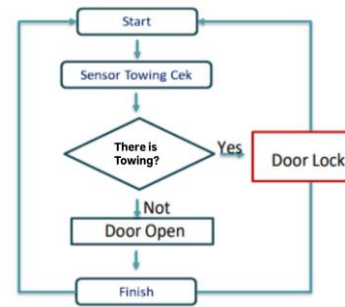 Start
Sensor Towing Cek
There is
Towing?
Yes
Door Lock
Not
Door Open
Finish